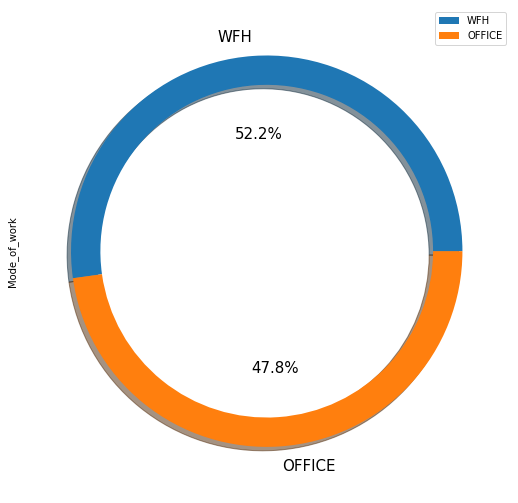 WFH
WFH
OFFICE
52.2%
Mode_of_work
47.8%
OFFICE